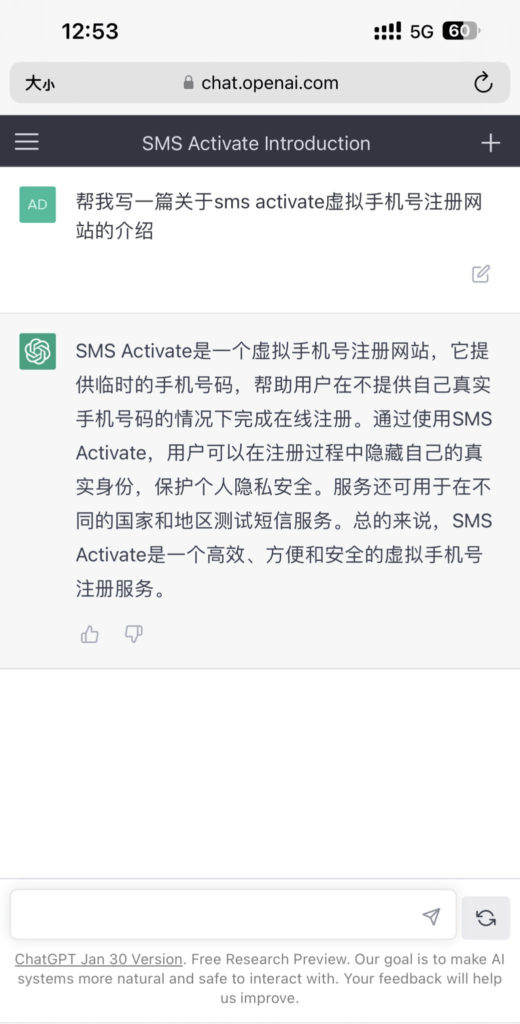 12:53
5G 60
大小 chat.openai.com
SMS Activate Introduction
AD
帮我写一篇关于sms activate虚拟手机号注册网
站的介绍
SMS Activate是一个虚拟手机号注册网站，它提
供临时的手机号码，帮助用户在不提供自己真实
手机号码的情况下完成在线注册。通过使用SMS
Activate，用户可以在注册过程中隐藏自己的真
实身份，保护个人隐私安全。服务还可用于在不
同的国家和地区测试短信服务。总的来说，SMS
Activate是一个高效、方便和安全的虚拟手机号
注册服务。
ChatGPT Jan 30 Version. Free Research Preview. Our goal is to make AI
systems more natural and safe to interact with. Your feedback will help
us improve.